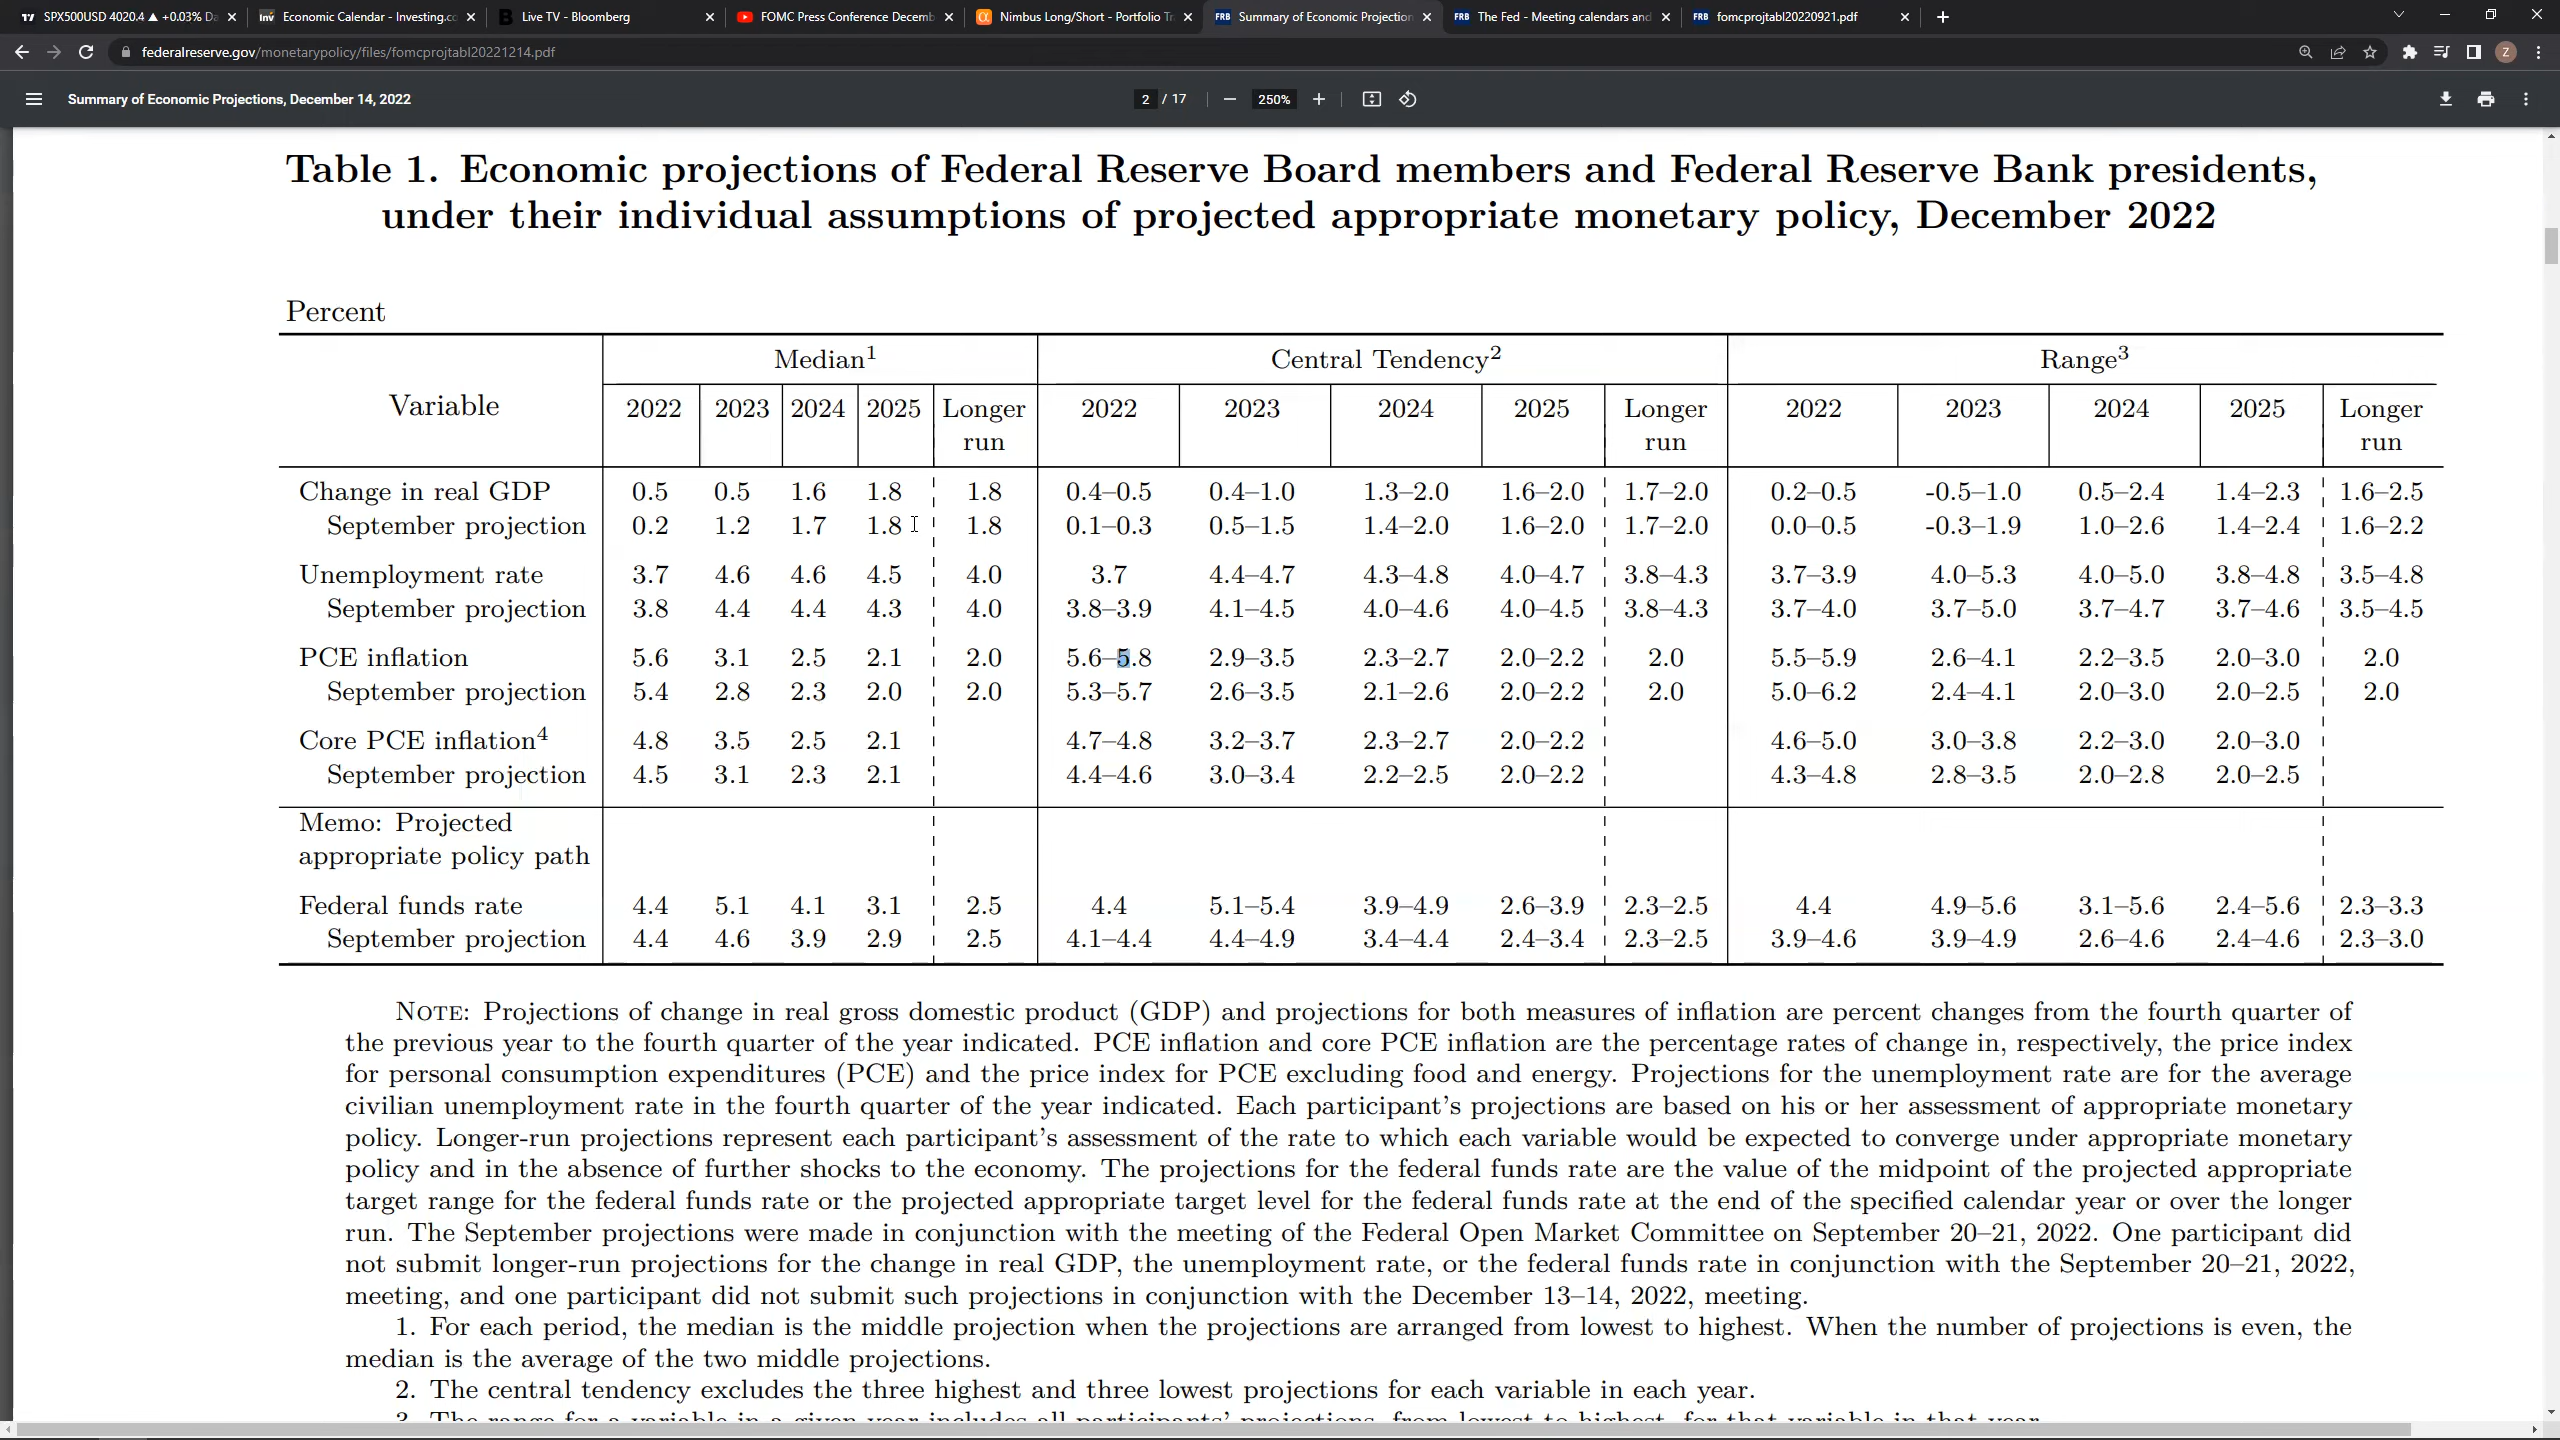 SPX500USD 4020.4 ▲ +0.03% Da
Economic Calendar - Investing.co
Live TV - Bloomberg
FOMC Press Conference Decemb
Nimbus Long/Short - Portfolio Tr
FRB Summary of Economic Projection
FRB The Fed - Meeting calendars and
FRB fomcprojtabl20220921.pdf
federalreserve.gov/monetarypolicy/files/fomcprojtabl20221214.pdf
Z
Summary of Economic Projections, December 14, 2022
2 / 17
250%
Table 1. Economic projections of Federal Reserve Board members and Federal Reserve Bank presidents,
under their individual assumptions of projected appropriate monetary policy, December 2022
Percent
Variable
Median1
Central Tendency2
Range3
2022 2023 2024 2025 Longer run
2022 2023 2024 2025 Longer run
2022 2023 2024 2025 Longer run
Change in real GDP 0.5 0.5 1.6 1.8 1.8 0.4–0.5 0.4–1.0 1.3–2.0 1.6–2.0 1.7–2.0 0.2–0.5 -0.5–1.0 0.5–2.4 1.4–2.3 1.6–2.5
September projection 0.2 1.2 1.7 1.8 1.8 0.1–0.3 0.5–1.5 1.4–2.0 1.6–2.0 1.7–2.0 0.0–0.5 -0.3–1.9 1.0–2.6 1.4–2.4 1.6–2.2
Unemployment rate 3.7 4.6 4.6 4.5 4.0 3.7 4.4–4.7 4.3–4.8 4.0–4.7 3.8–4.3 3.7–3.9 4.0–5.3 4.0–5.0 3.8–4.8 3.5–4.8
September projection 3.8 4.4 4.4 4.3 4.0 3.8–3.9 4.1–4.5 4.0–4.6 4.0–4.5 3.8–4.3 3.7–4.0 3.7–5.0 3.7–4.7 3.7–4.6 3.5–4.5
PCE inflation 5.6 3.1 2.5 2.1 2.0 5.6–5.8 2.9–3.5 2.3–2.7 2.0–2.2 2.0 5.5–5.9 2.6–4.1 2.2–3.5 2.0–3.0 2.0
September projection 5.4 2.8 2.3 2.0 2.0 5.3–5.7 2.6–3.5 2.1–2.6 2.0–2.2 2.0 5.0–6.2 2.4–4.1 2.0–3.0 2.0–2.5 2.0
Core PCE inflation4 4.8 3.5 2.5 2.1 4.7–4.8 3.2–3.7 2.3–2.7 2.0–2.2 4.6–5.0 3.0–3.8 2.2–3.0 2.0–3.0
September projection 4.5 3.1 2.3 2.1 4.4–4.6 3.0–3.4 2.2–2.5 2.0–2.2 4.3–4.8 2.8–3.5 2.0–2.8 2.0–2.5
Memo: Projected
appropriate policy path
Federal funds rate 4.4 5.1 4.1 3.1 2.5 4.4 5.1–5.4 3.9–4.9 2.6–3.9 2.3–2.5 4.4 4.9–5.6 3.1–5.6 2.4–5.6 2.3–3.3
September projection 4.4 4.6 3.9 2.9 2.5 4.1–4.4 4.4–4.9 3.4–4.4 2.4–3.4 2.3–2.5 3.9–4.6 3.9–4.9 2.6–4.6 2.4–4.6 2.3–3.0
NOTE: Projections of change in real gross domestic product (GDP) and projections for both measures of inflation are percent changes from the fourth quarter of
the previous year to the fourth quarter of the year indicated. PCE inflation and core PCE inflation are the percentage rates of change in, respectively, the price index
for personal consumption expenditures (PCE) and the price index for PCE excluding food and energy. Projections for the unemployment rate are for the average
civilian unemployment rate in the fourth quarter of the year indicated. Each participant's projections are based on his or her assessment of appropriate monetary
policy. Longer-run projections represent each participant's assessment of the rate to which each variable would be expected to converge under appropriate monetary
policy and in the absence of further shocks to the economy. The projections for the federal funds rate are the value of the midpoint of the projected appropriate
target range for the federal funds rate or the projected appropriate target level for the federal funds rate at the end of the specified calendar year or over the longer
run. The September projections were made in conjunction with the meeting of the Federal Open Market Committee on September 20–21, 2022. One participant did
not submit longer-run projections for the change in real GDP, the unemployment rate, or the federal funds rate in conjunction with the September 20–21, 2022,
meeting, and one participant did not submit such projections in conjunction with the December 13–14, 2022, meeting.
1. For each period, the median is the middle projection when the projections are arranged from lowest to highest. When the number of projections is even, the
median is the average of the two middle projections.
2. The central tendency excludes the three highest and three lowest projections for each variable in each year.
3. The range for a variable in a given year includes all participants' projections, from lowest to highest, for that variable in that year.